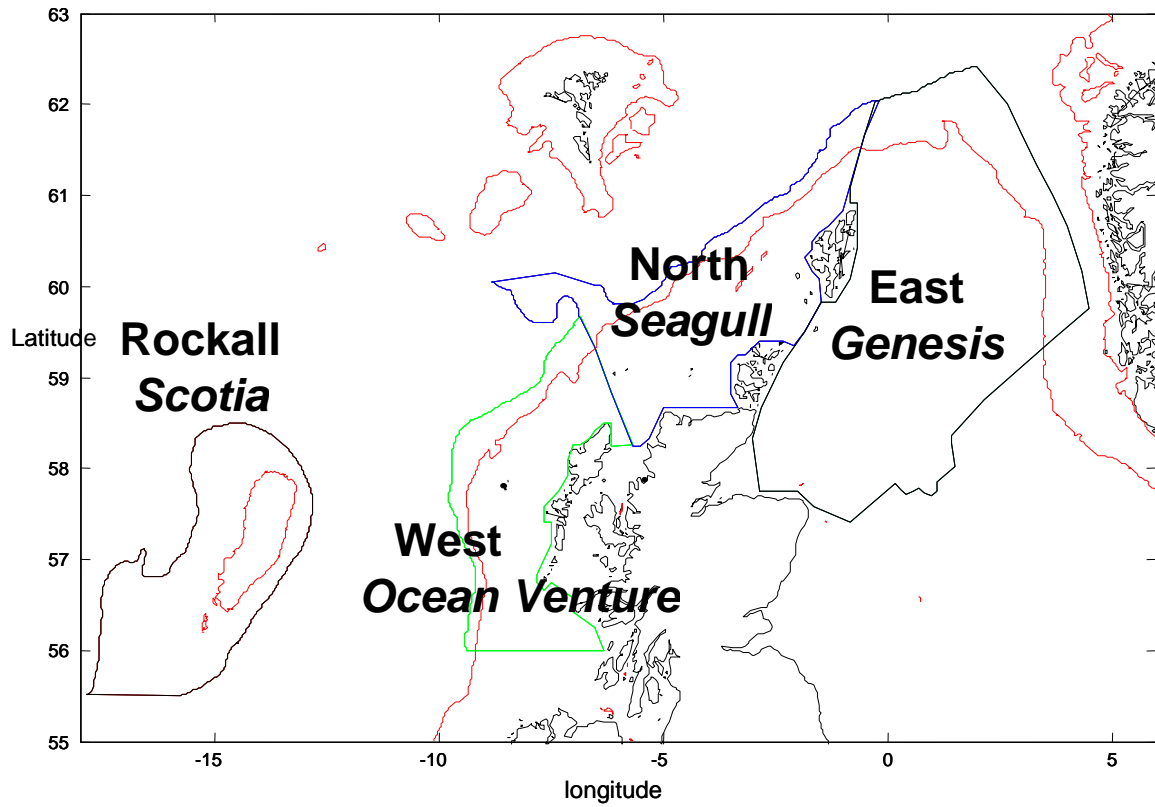 63
62
61
60
Latitude
59
58
57
56
55
North
Seagull
East
Genesis
Rockall
Scotia
West
Ocean Venture
-15
-10
-5
0
5
longitude